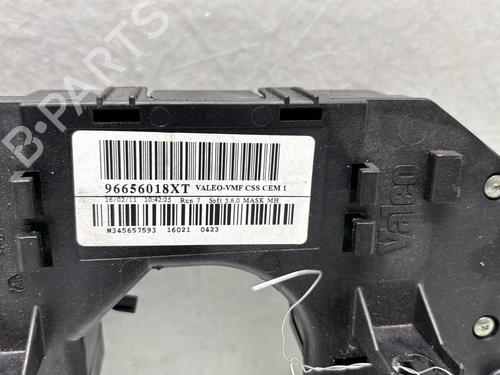 B-PARTS
96656018XT VALEO-VMF CSS CEM 1
16/02/11 10:42:25 Run 7 Soft 5.6.0 MASK MH
N345657593 16021 0423
Valeo